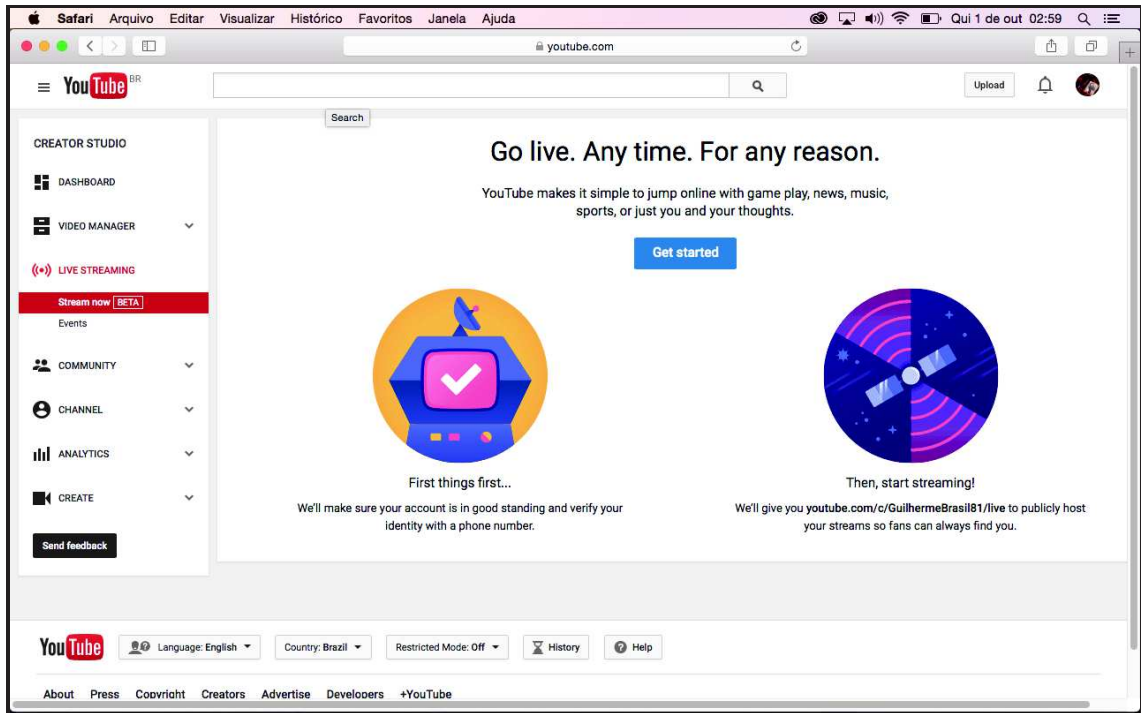 Safari Arquivo Editar Visualizar Histórico Favoritos Janela Ajuda Qui 1 de out 02:59
youtube.com
YouTube BR
Upload
Search
CREATOR STUDIO
DASHBOARD
VIDEO MANAGER
LIVE STREAMING
Stream now BETA
Events
COMMUNITY
CHANNEL
ANALYTICS
CREATE
Send feedback
Go live. Any time. For any reason.
YouTube makes it simple to jump online with game play, news, music,
sports, or just you and your thoughts.
Get started
First things first...
We'll make sure your account is in good standing and verify your
identity with a phone number.
Then, start streaming!
We'll give you youtube.com/c/GuilhermeBrasil81/live to publicly host
your streams so fans can always find you.
YouTube Language: English Country: Brazil Restricted Mode: Off History Help
About Press Copyright Creators Advertise Developers +YouTube